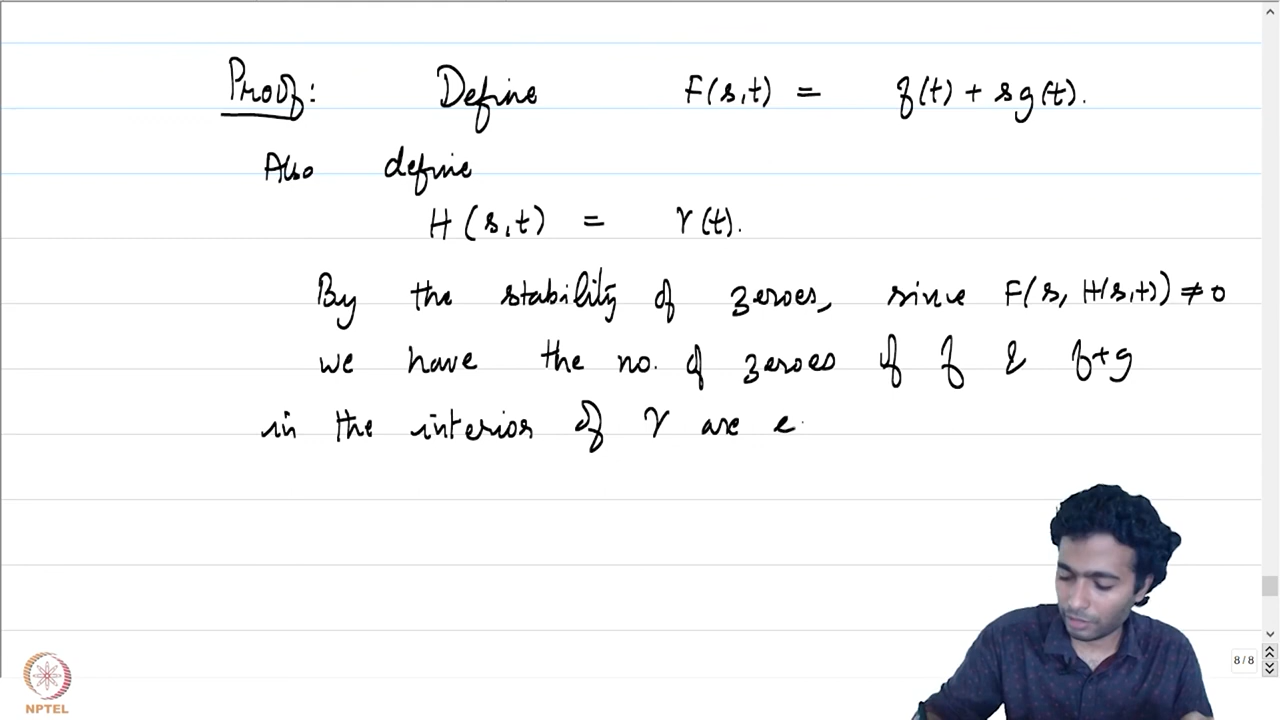 Proof: Define F(s,t) = f(t) + s g(t).
Also define
H(s,t) = γ(t).
By the stability of zeroes, since F(s, H(s,t)) ≠ 0
we have the no. of zeroes of f & f+g
in the interior of γ are e
8 / 8
NPTEL